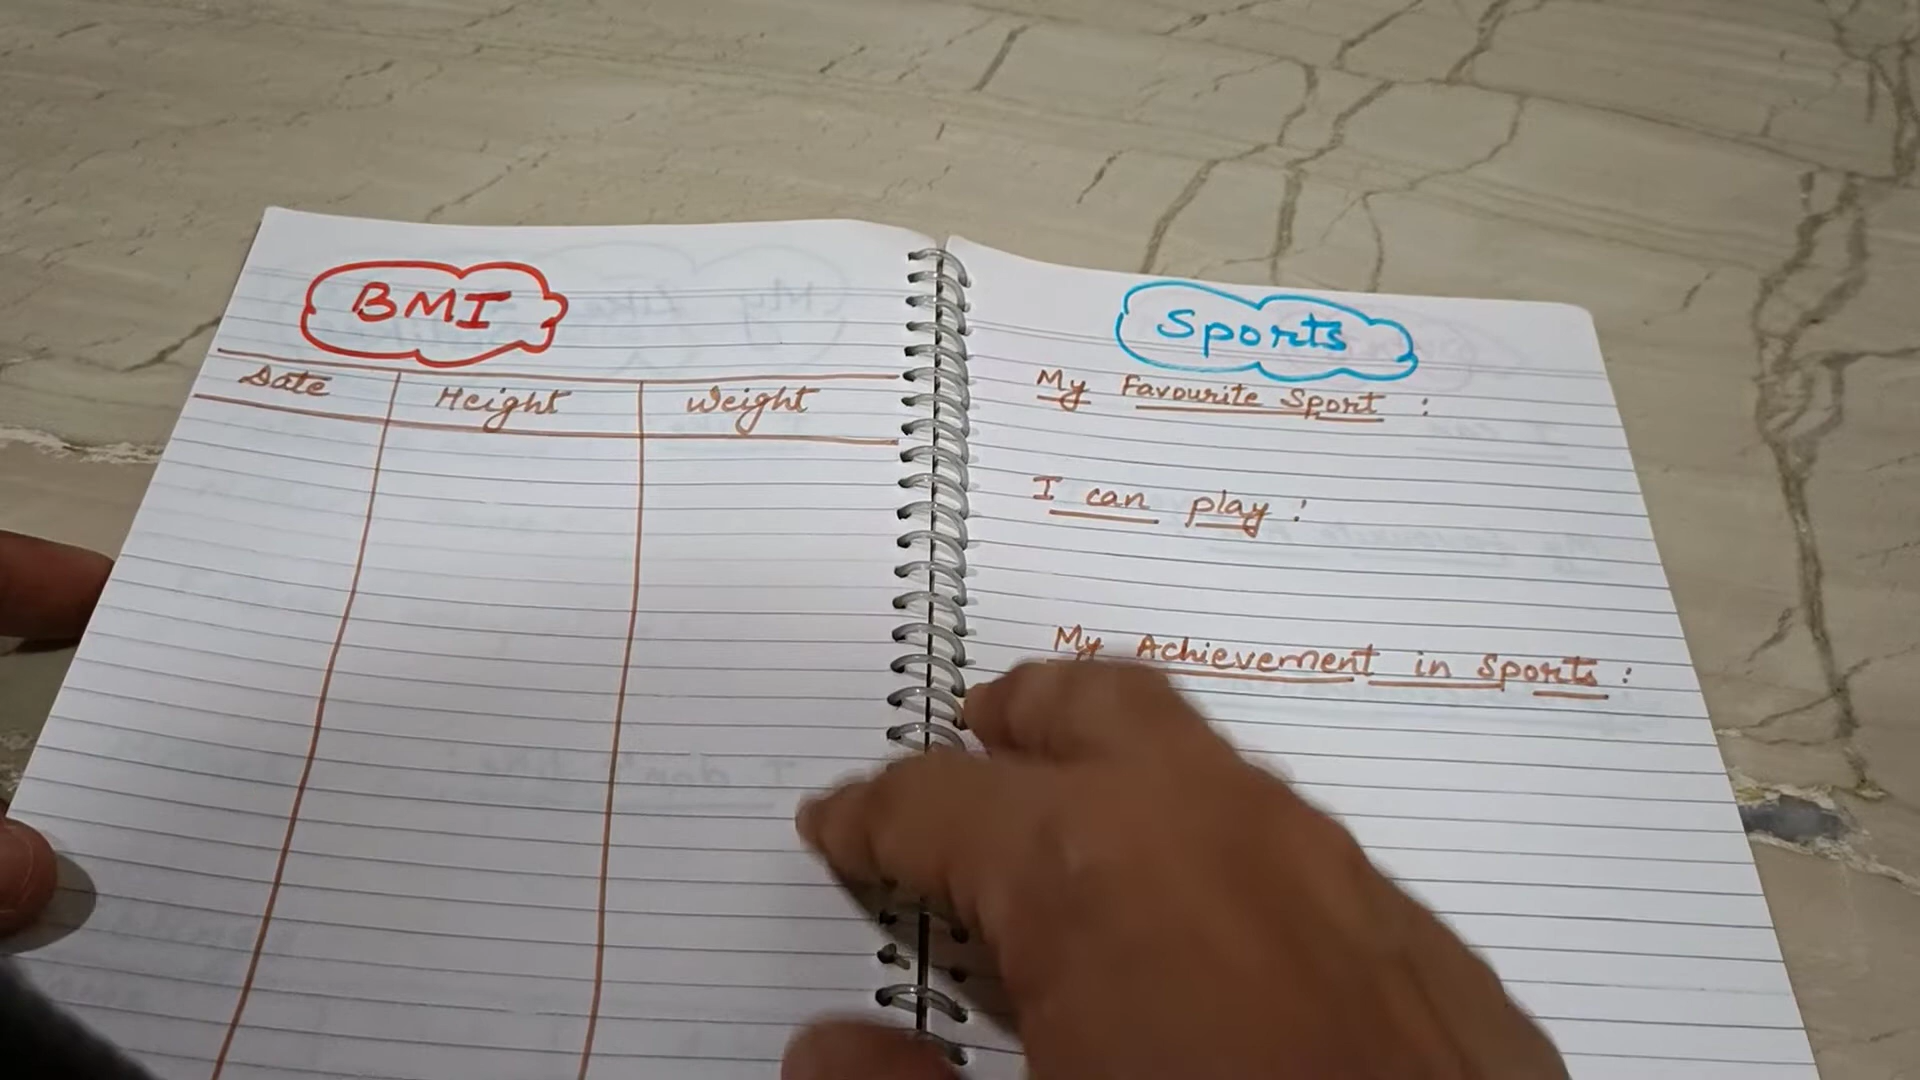 BMI
Date Height Weight
Sports
My Favourite Sport :
I can play :
My Achievement in Sports :